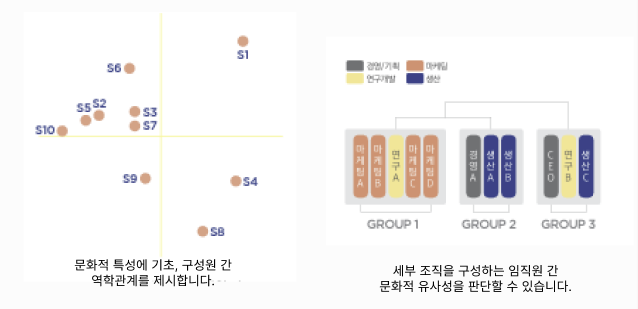 S1
S6
S3
S2
S5
S7
S10
S9
S4
S8
문화적 특성에 기초, 구성원 간
역학관계를 제시합니다.
경영/기획
마케팅
연구개발
생산
마케팅A
마케팅B
연구A
마케팅C
마케팅D
경영A
생산A
생산B
CEO
연구B
생산C
GROUP 1
GROUP 2
GROUP 3
세부 조직을 구성하는 임직원 간
문화적 유사성을 판단할 수 있습니다.